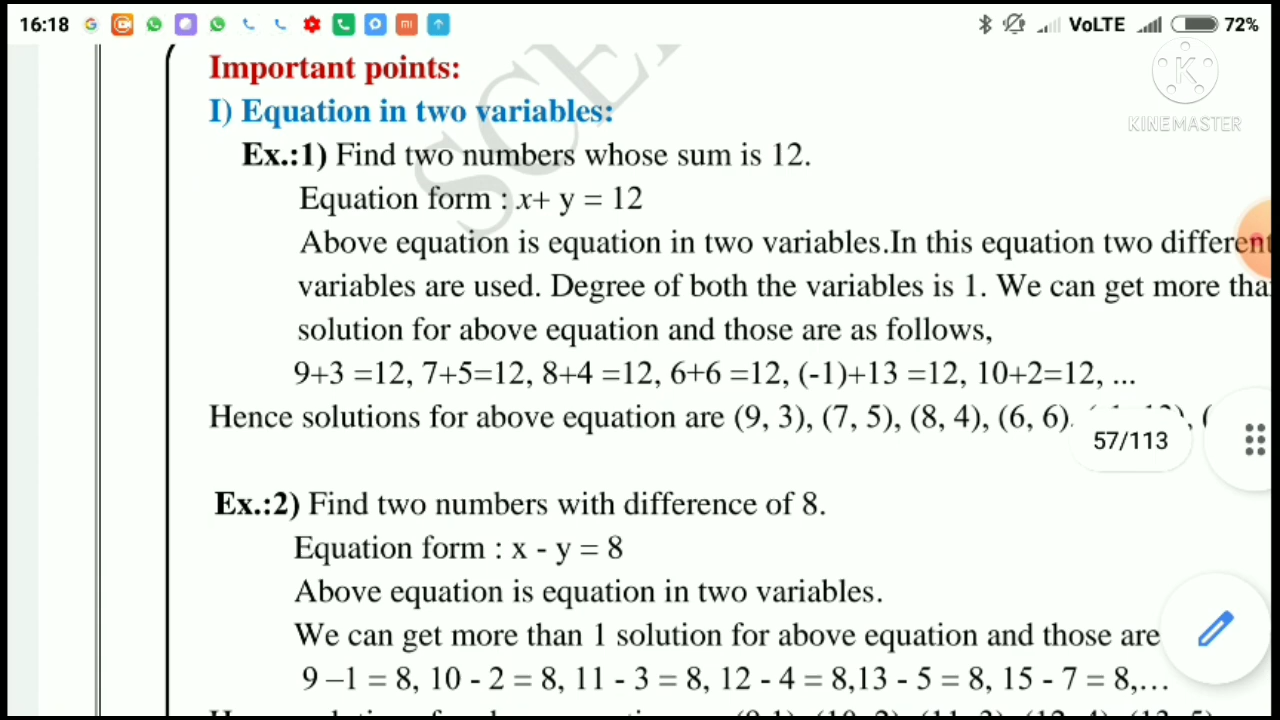 16:18
VoLTE
72%
KINEMASTER
Important points:
I) Equation in two variables:
Ex.:1) Find two numbers whose sum is 12.
Equation form : x+ y = 12
Above equation is equation in two variables.In this equation two different
variables are used. Degree of both the variables is 1. We can get more tha
solution for above equation and those are as follows,
9+3 =12, 7+5=12, 8+4 =12, 6+6 =12, (-1)+13 =12, 10+2=12, ...
Hence solutions for above equation are (9, 3), (7, 5), (8, 4), (6, 6).
57/113
Ex.:2) Find two numbers with difference of 8.
Equation form : x - y = 8
Above equation is equation in two variables.
We can get more than 1 solution for above equation and those are
9 –1 = 8, 10 - 2 = 8, 11 - 3 = 8, 12 - 4 = 8,13 - 5 = 8, 15 - 7 = 8,...